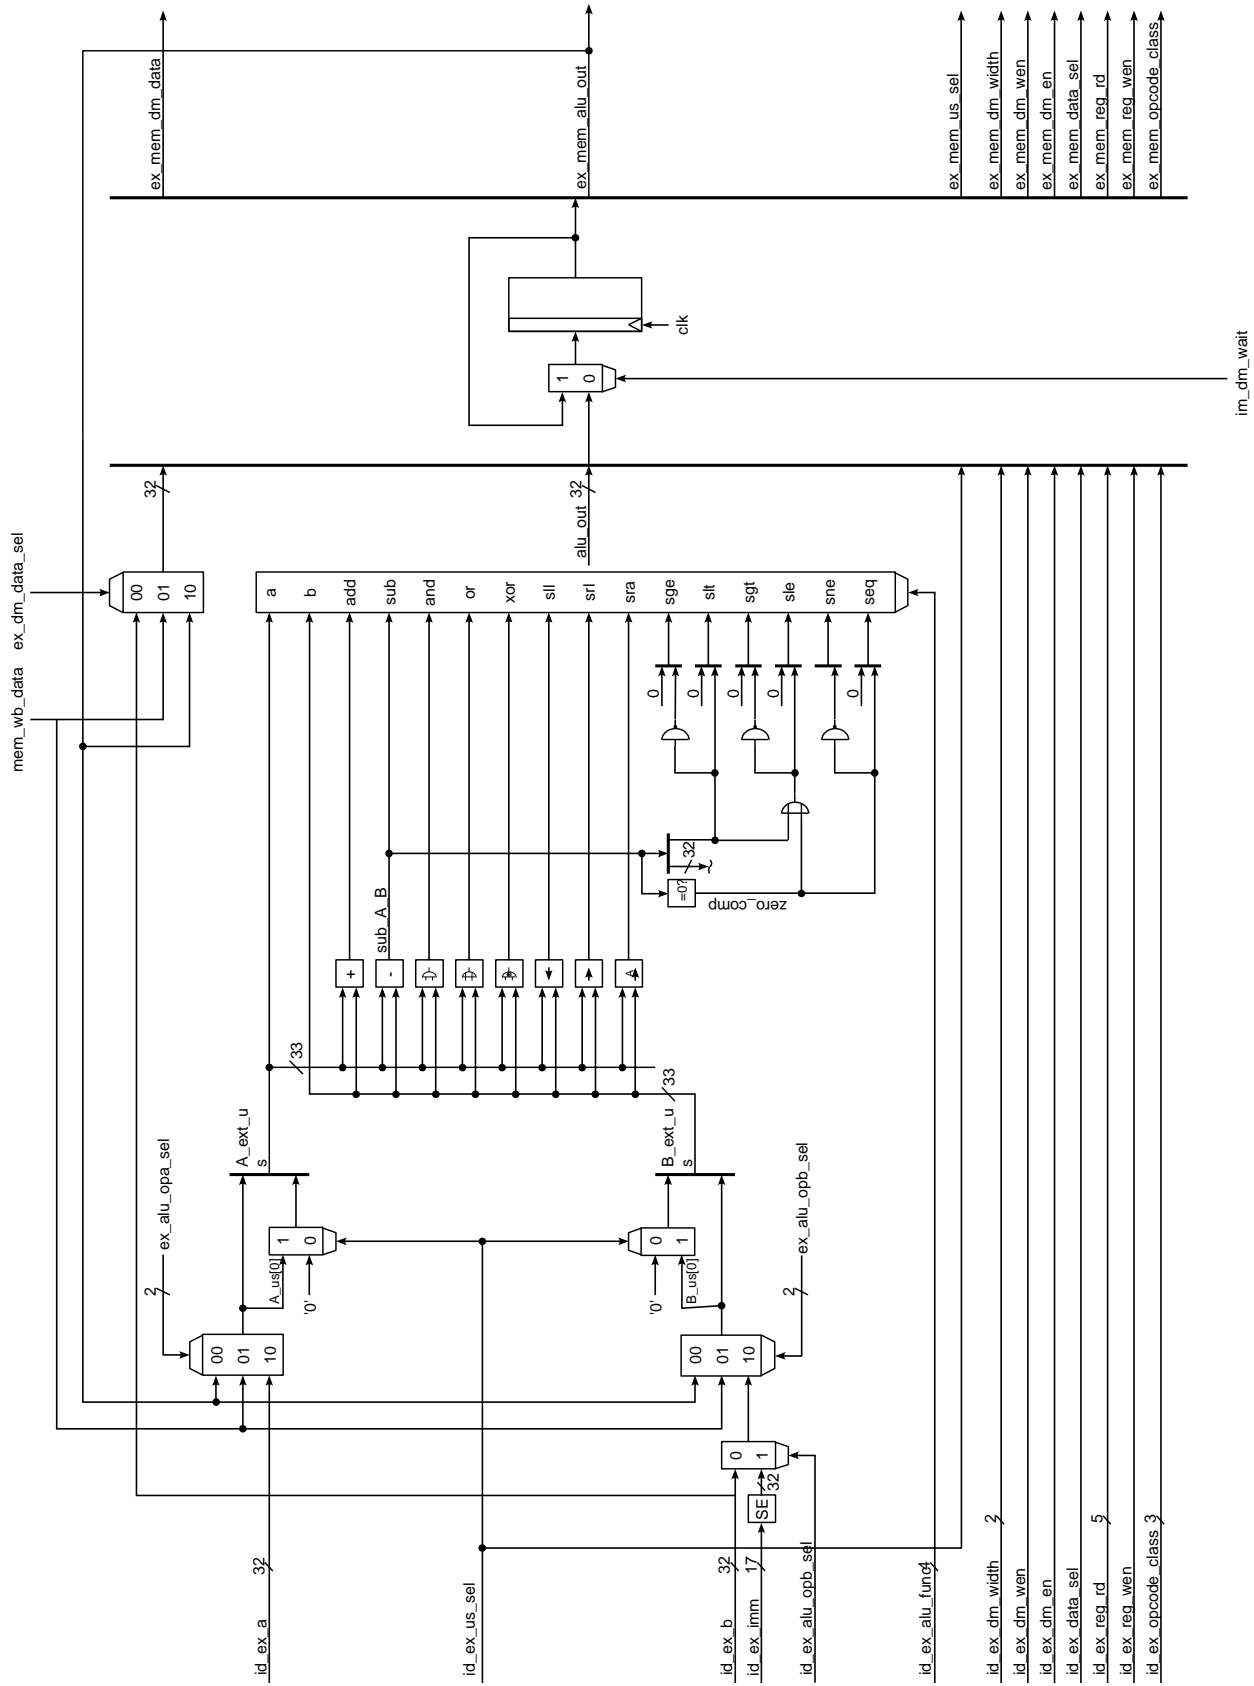 ex_mem_dm_data
ex_mem_alu_out
ex_mem_us_sel
ex_mem_dm_width
ex_mem_dm_wen
ex_mem_dm_en
ex_mem_data_sel
ex_mem_reg_rd
ex_mem_reg_wen
ex_mem_opcode_class
clk
1
0
im_dm_wait
32
32
alu_out
mem_wb_data
ex_dm_data_sel
00
01
10
a
b
add
sub
and
or
xor
sll
srl
sra
sge
slt
sgt
sle
sne
seq
0
0
0
0
0
32
=0?
zero_comp
sub_A_B
+
-
A
33
33
A_ext_u
s
B_ext_u
s
ex_alu_opa_sel
2
ex_alu_opb_sel
2
1
0
A_us[0]
'0'
0
1
'0'
B_us[0]
00
01
10
00
01
10
0
1
32
SE
32
32
17
2
5
3
4
id_ex_a
id_ex_us_sel
id_ex_b
id_ex_imm
id_ex_alu_opb_sel
id_ex_alu_func
id_ex_dm_width
id_ex_dm_wen
id_ex_dm_en
id_ex_data_sel
id_ex_reg_rd
id_ex_reg_wen
id_ex_opcode_class